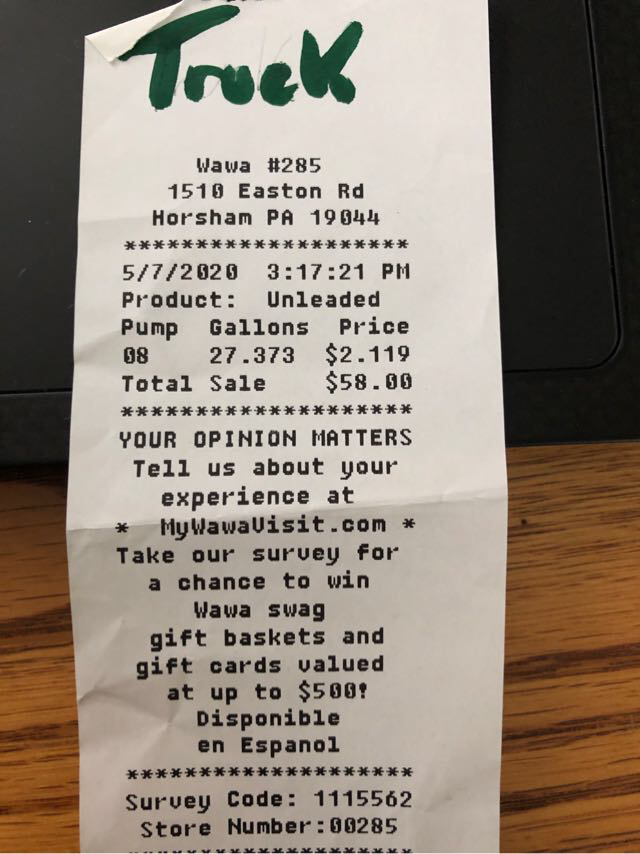 Truck
Wawa #285
1510 Easton Rd
Horsham PA 19044
********************
5/7/2020 3:17:21 PM
Product: Unleaded
Pump Gallons Price
08 27.373 $2.119
Total Sale $58.00
********************
YOUR OPINION MATTERS
Tell us about your
experience at
* MyWawaVisit.com *
Take our survey for
a chance to win
Wawa swag
gift baskets and
gift cards valued
at up to $500!
Disponible
en Espanol
********************
Survey Code: 1115562
Store Number:00285
********************